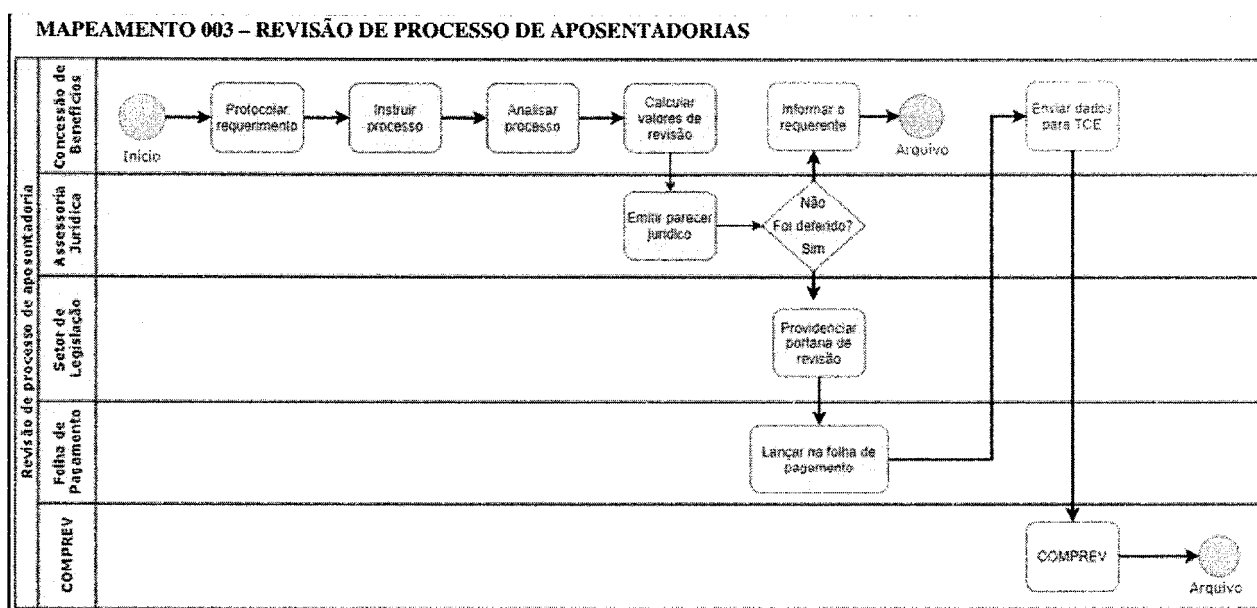 MAPEAMENTO 003 – REVISÃO DE PROCESSO DE APOSENTADORIAS
Revisão de processo de aposentadoria
Concessão de
Benefícios
Início
Protocolar
requerimento
Instruir
processo
Analisar
processo
Calcular
valores de
revisão
Informar o
requerente
Arquivo
Enviar dados
para TCE
Assessoria
Jurídica
Emitir parecer
jurídico
Não
Foi deferido?
Sim
Setor de
Legislação
Providenciar
portaria de
revisão
Folha de
Pagamento
Lançar na folha de
pagamento
COMPREV
COMPREV
Arquivo